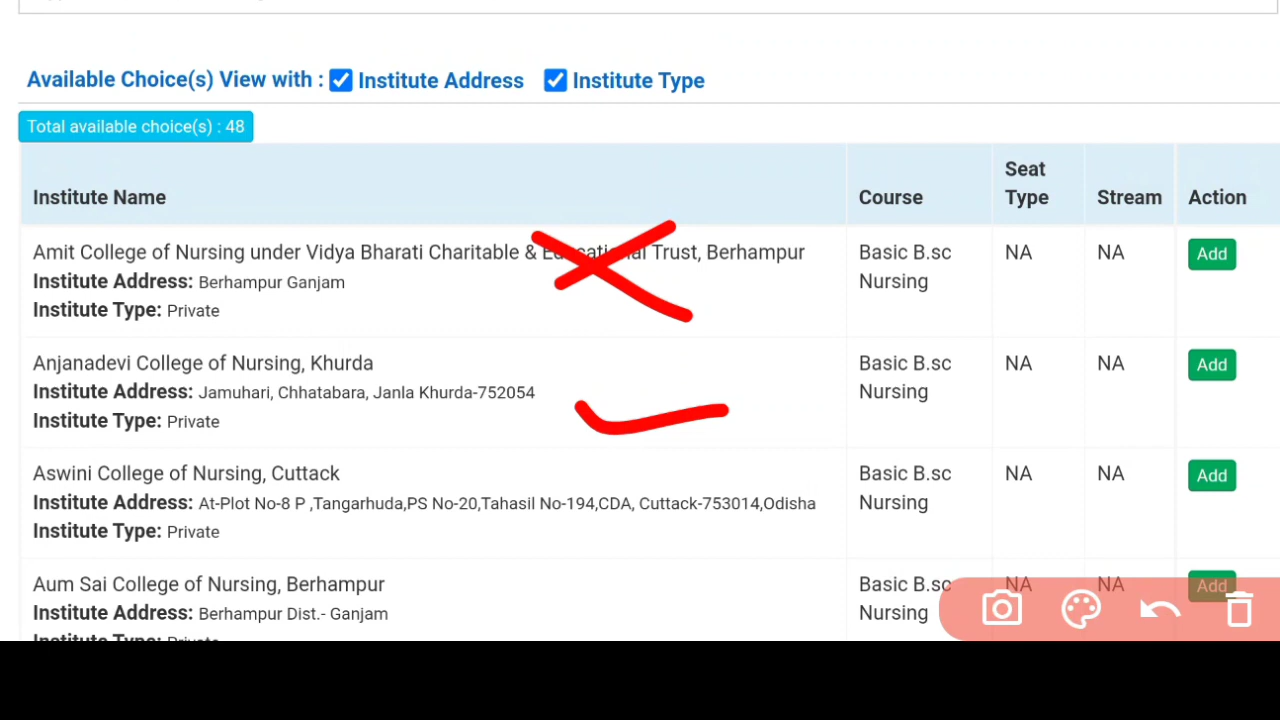 Available Choice(s) View with : Institute Address Institute Type
Total available choice(s) : 48
Institute Name Course Seat Type Stream Action
Amit College of Nursing under Vidya Bharati Charitable & Educational Trust, Berhampur
Institute Address: Berhampur Ganjam
Institute Type: Private
Basic B.sc
Nursing
NA NA Add
Anjanadevi College of Nursing, Khurda
Institute Address: Jamuhari, Chhatabara, Janla Khurda-752054
Institute Type: Private
Basic B.sc
Nursing
NA NA Add
Aswini College of Nursing, Cuttack
Institute Address: At-Plot No-8 P ,Tangarhuda,PS No-20,Tahasil No-194,CDA, Cuttack-753014,Odisha
Institute Type: Private
Basic B.sc
Nursing
NA NA Add
Aum Sai College of Nursing, Berhampur
Institute Address: Berhampur Dist.- Ganjam
Institute Type: Private
Basic B.sc
Nursing
NA NA Add